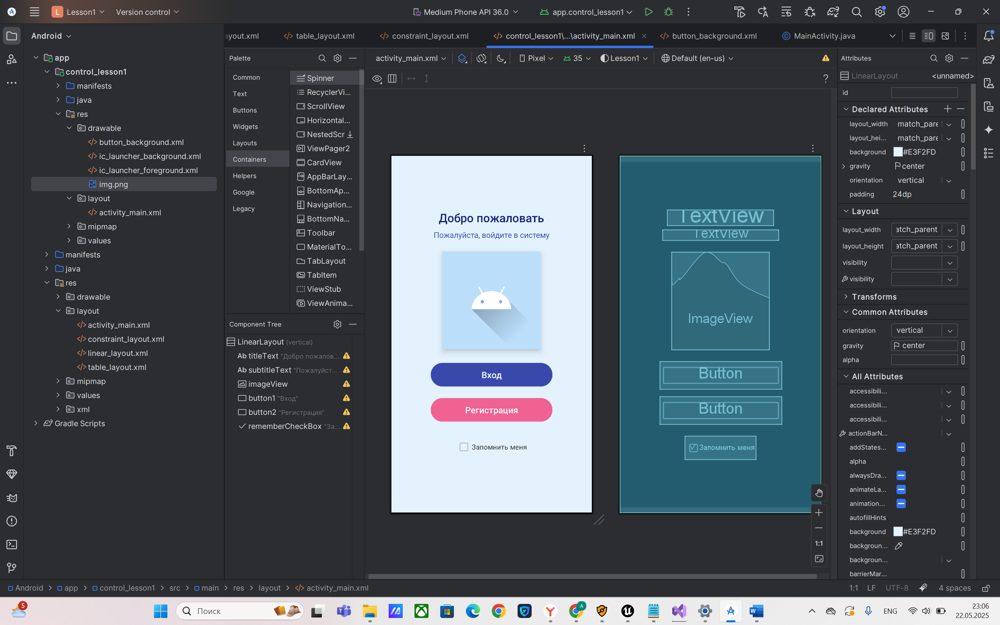 L Lesson1
Version control
Medium Phone API 36.0
app.control_lesson1
Android
app
control_lesson1
manifests
java
res
drawable
button_background.xml
ic_launcher_background.xml
ic_launcher_foreground.xml
img.png
layout
activity_main.xml
mipmap
values
manifests
java
res
drawable
layout
activity_main.xml
constraint_layout.xml
linear_layout.xml
table_layout.xml
mipmap
values
xml
Gradle Scripts
ayout.xml
table_layout.xml
constraint_layout.xml
control_lesson1\...\activity_main.xml
button_background.xml
MainActivity.java
Palette
Common
Text
Buttons
Widgets
Layouts
Containers
Helpers
Google
Legacy
Spinner
RecyclerVi...
ScrollView
Horizontal...
NestedScr
ViewPager2
CardView
AppBarLay...
BottomAp...
Navigation...
BottomNa...
Toolbar
MaterialTo...
TabLayout
TabItem
ViewStub
ViewAnima...
Component Tree
LinearLayout (vertical)
Ab titleText "Добро пожалов...
Ab subtitleText "Пожалуйст...
imageView
button1 "Вход"
button2 "Регистрация"
rememberCheckBox "За...
activity_main.xml
Pixel
35
Lesson1
Default (en-us)
?
Добро пожаловать
Пожалуйста, войдите в систему
Вход
Регистрация
Запомнить меня
TextView
TextView
ImageView
Button
Button
Запомнить меня
1:1
Attributes
LinearLayout
<unnamed>
id
Declared Attributes
layout_width match_pare
layout_hei... match_pare
background #E3F2FD
gravity center
orientation vertical
padding 24dp
Layout
layout_width atch_parent
layout_height atch_parent
visibility
visibility
Transforms
Common Attributes
orientation vertical
gravity center
alpha
All Attributes
accessibili...
accessibili...
accessibili...
actionBarN...
addStates...
alpha
alwaysDra...
animateLa...
animation...
autofillHints
background #E3F2FD
backgroun...
backgroun...
barrierMar...
Android > app > control_lesson1 > src > main > res > layout > activity_main.xml
1:1 LF UTF-8 4 spaces
5
Поиск
A
ENG
23:06
22.05.2025